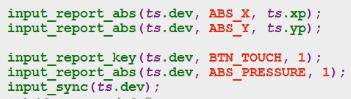 input_report_abs(ts.dev, ABS_X, ts.xp);
input_report_abs(ts.dev, ABS_Y, ts.yp);
input_report_key(ts.dev, BTN_TOUCH, 1);
input_report_abs(ts.dev, ABS_PRESSURE, 1);
input_sync(ts.dev);